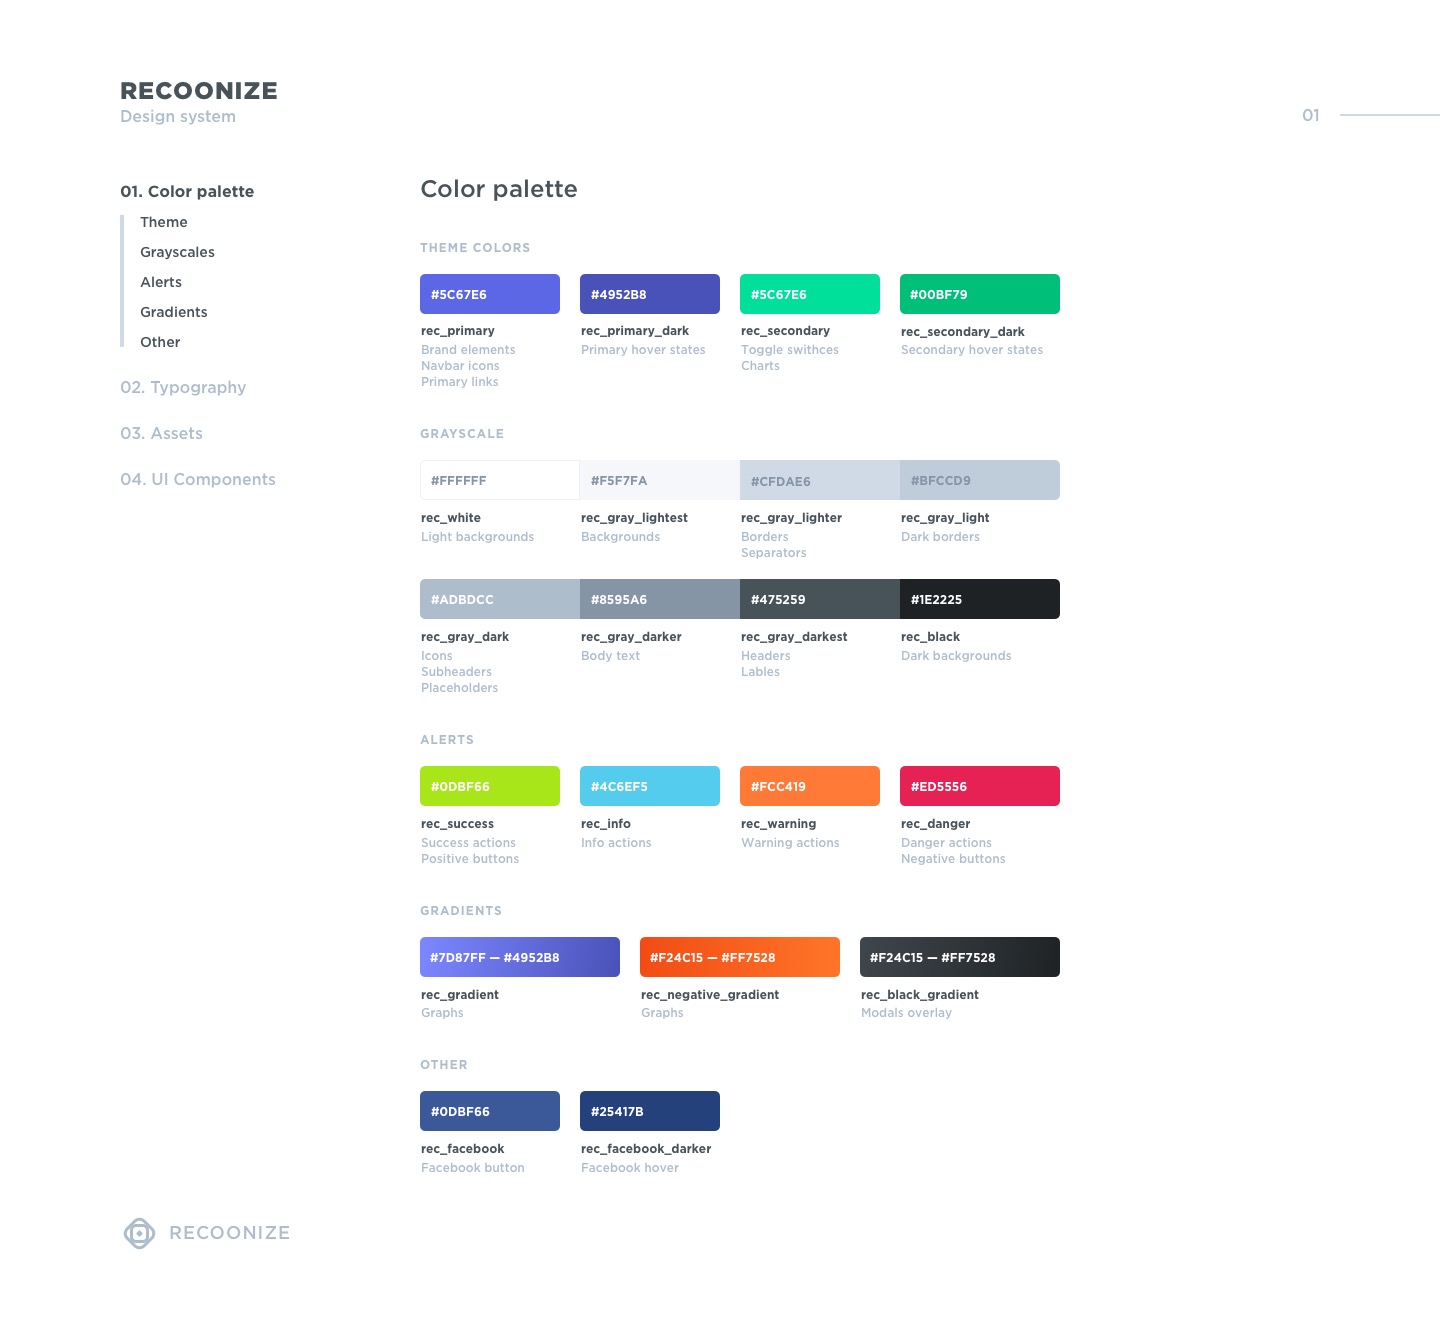 RECOONIZE
Design system
01
01. Color palette
Theme
Grayscales
Alerts
Gradients
Other
02. Typography
03. Assets
04. UI Components
Color palette
THEME COLORS
#5C67E6 #4952B8 #5C67E6 #00BF79
rec_primary rec_primary_dark rec_secondary rec_secondary_dark
Brand elements Primary hover states Toggle swithces Secondary hover states
Navbar icons Charts
Primary links
GRAYSCALE
#FFFFFF #F5F7FA #CFDAE6 #BFCCD9
rec_white rec_gray_lightest rec_gray_lighter rec_gray_light
Light backgrounds Backgrounds Borders Dark borders
Separators
#ADBDCC #8595A6 #475259 #1E2225
rec_gray_dark rec_gray_darker rec_gray_darkest rec_black
Icons Body text Headers Dark backgrounds
Subheaders Lables
Placeholders
ALERTS
#0DBF66 #4C6EF5 #FCC419 #ED5556
rec_success rec_info rec_warning rec_danger
Success actions Info actions Warning actions Danger actions
Positive buttons Negative buttons
GRADIENTS
#7D87FF — #4952B8 #F24C15 — #FF7528 #F24C15 — #FF7528
rec_gradient rec_negative_gradient rec_black_gradient
Graphs Graphs Modals overlay
OTHER
#0DBF66 #25417B
rec_facebook rec_facebook_darker
Facebook button Facebook hover
RECOONIZE